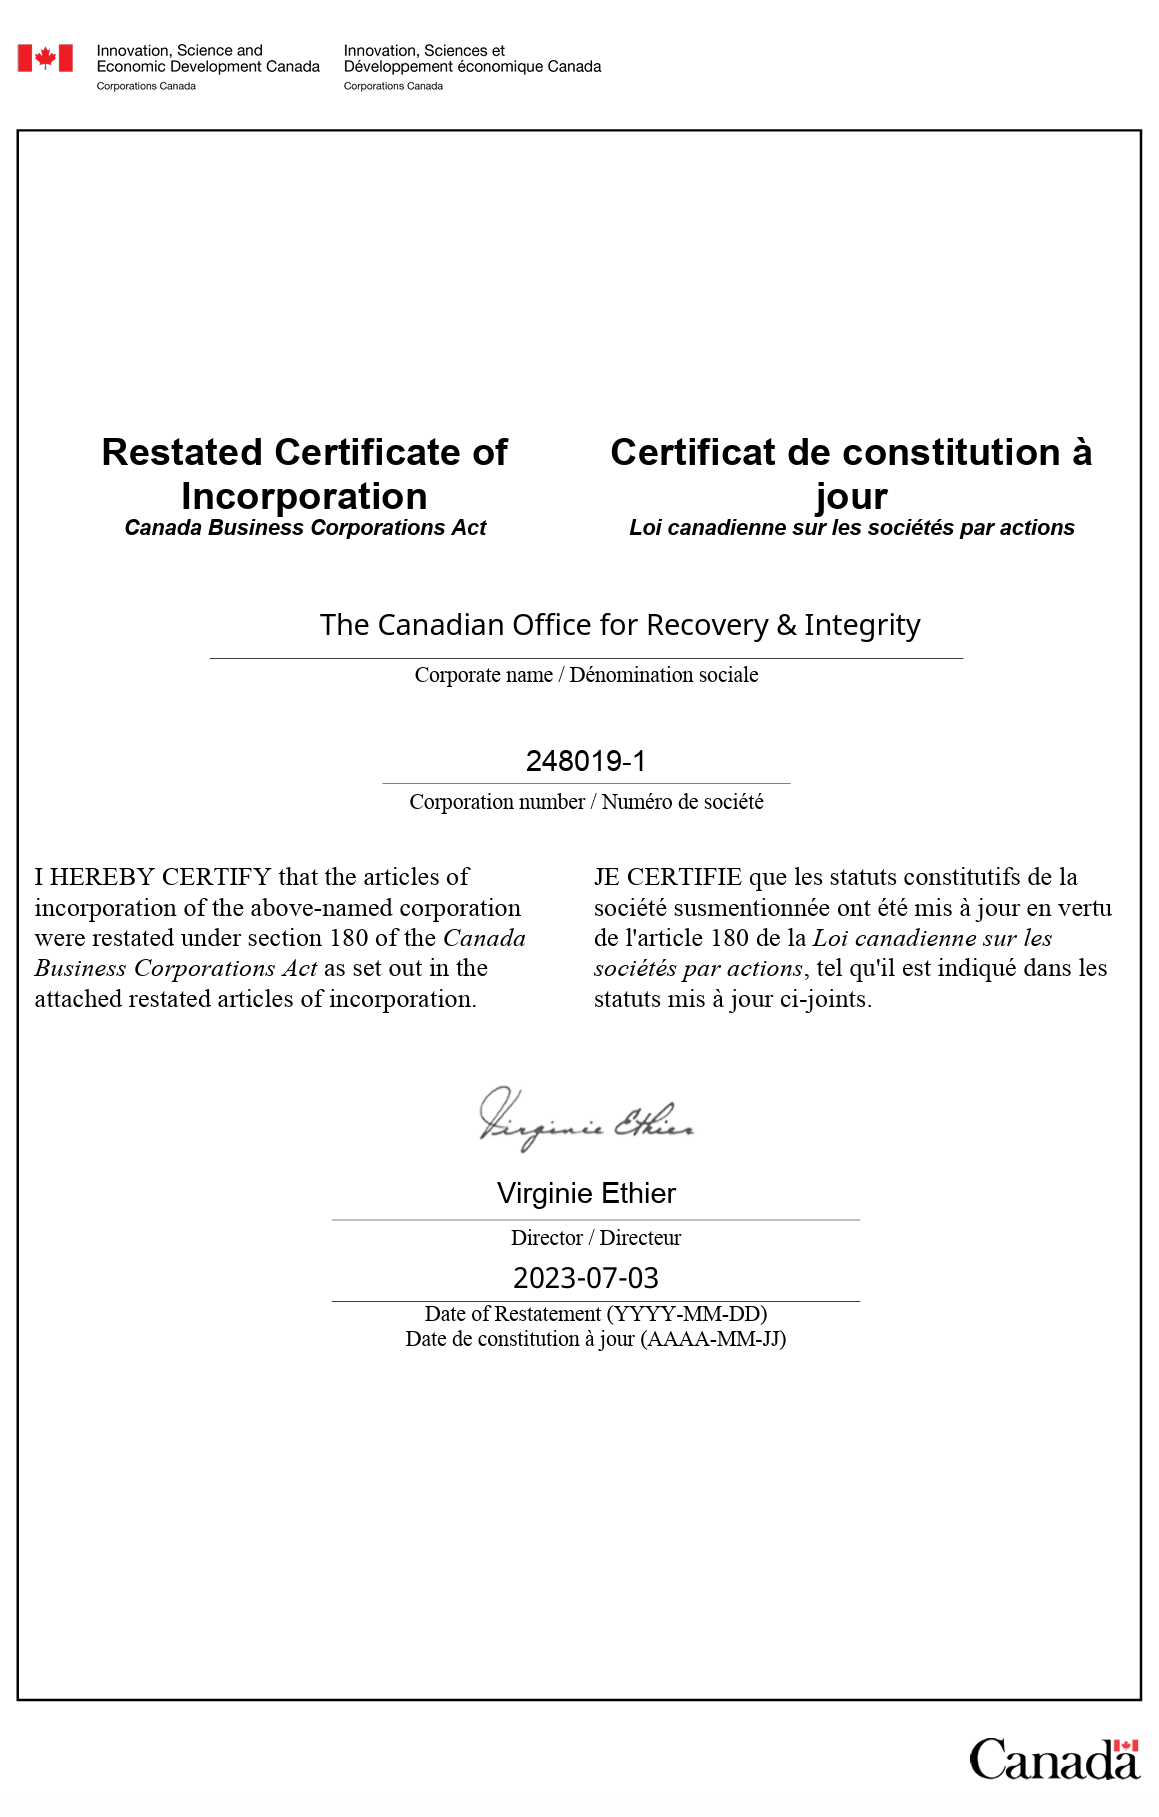 Innovation, Science and
Economic Development Canada
Corporations Canada
Innovation, Sciences et
Développement économique Canada
Corporations Canada
Restated Certificate of
Incorporation
Canada Business Corporations Act
Certificat de constitution à
jour
Loi canadienne sur les sociétés par actions
The Canadian Office for Recovery & Integrity
Corporate name / Dénomination sociale
248019-1
Corporation number / Numéro de société
I HEREBY CERTIFY that the articles of
incorporation of the above-named corporation
were restated under section 180 of the Canada
Business Corporations Act as set out in the
attached restated articles of incorporation.
JE CERTIFIE que les statuts constitutifs de la
société susmentionnée ont été mis à jour en vertu
de l'article 180 de la Loi canadienne sur les
sociétés par actions, tel qu'il est indiqué dans les
statuts mis à jour ci-joints.
Virginie Ethier
Virginie Ethier
Director / Directeur
2023-07-03
Date of Restatement (YYYY-MM-DD)
Date de constitution à jour (AAAA-MM-JJ)
Canada